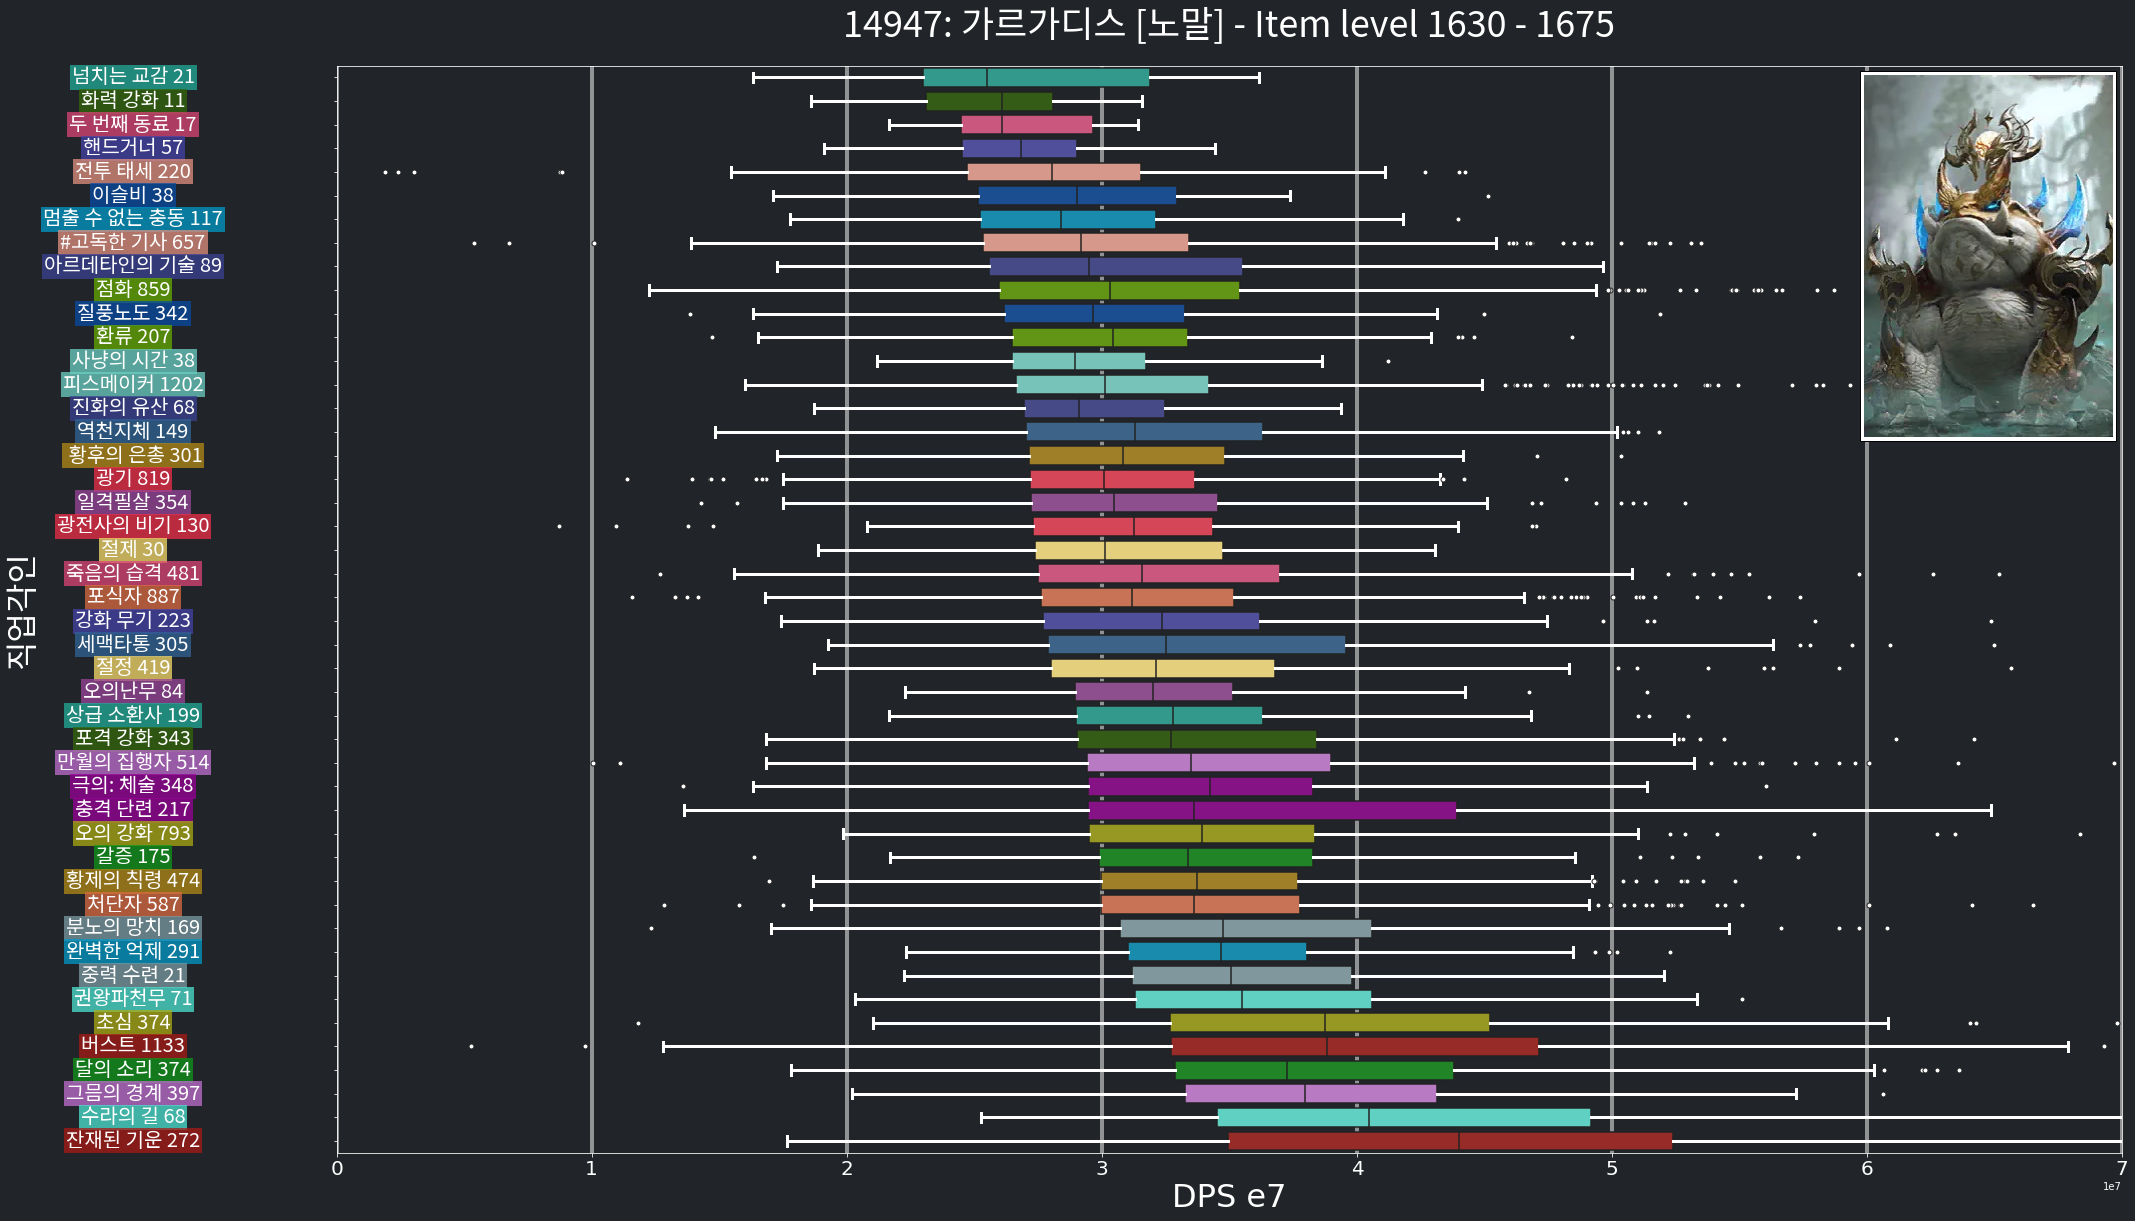 14947: 가르가디스 [노말] - Item level 1630 - 1675
넘치는 교감 21
화력 강화 11
두 번째 동료 17
핸드거너 57
전투 태세 220
이슬비 38
멈출 수 없는 충동 117
#고독한 기사 657
아르데타인의 기술 89
점화 859
질풍노도 342
환류 207
사냥의 시간 38
피스메이커 1202
진화의 유산 68
역천지체 149
황후의 은총 301
광기 819
일격필살 354
광전사의 비기 130
절제 30
죽음의 습격 481
포식자 887
강화 무기 223
세맥타통 305
절정 419
오의난무 84
상급 소환사 199
포격 강화 343
만월의 집행자 514
극의: 체술 348
충격 단련 217
오의 강화 793
갈증 175
황제의 칙령 474
처단자 587
분노의 망치 169
완벽한 억제 291
중력 수련 21
권왕파천무 71
초심 374
버스트 1133
달의 소리 374
그믐의 경계 397
수라의 길 68
잔재된 기운 272
직업각인
0 1 2 3 4 5 6 7
1e7
DPS e7